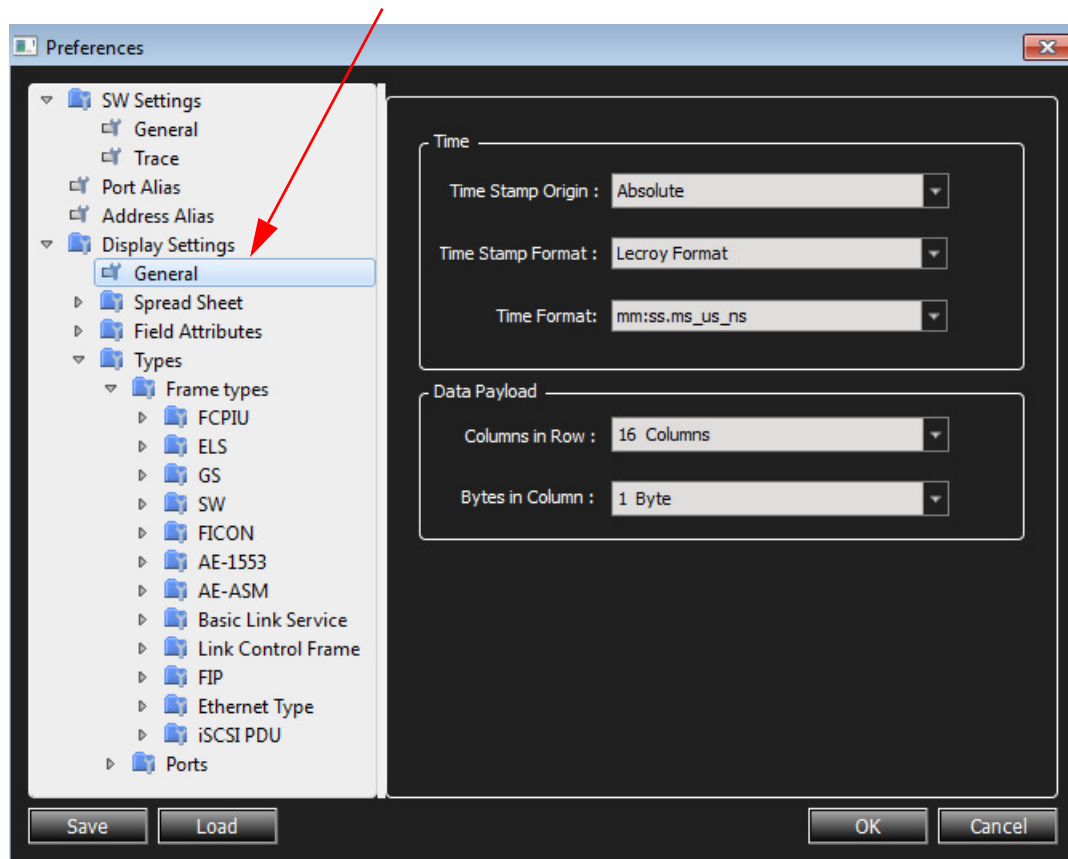 Preferences
SW Settings
General
Trace
Port Alias
Address Alias
Display Settings
General
Spread Sheet
Field Attributes
Types
Frame types
FCPIU
ELS
GS
SW
FICON
AE-1553
AE-ASM
Basic Link Service
Link Control Frame
FIP
Ethernet Type
iSCSI PDU
Ports
Time
Time Stamp Origin : Absolute
Time Stamp Format : Lecroy Format
Time Format: mm:ss.ms_us_ns
Data Payload
Columns in Row : 16 Columns
Bytes in Column : 1 Byte
Save Load OK Cancel